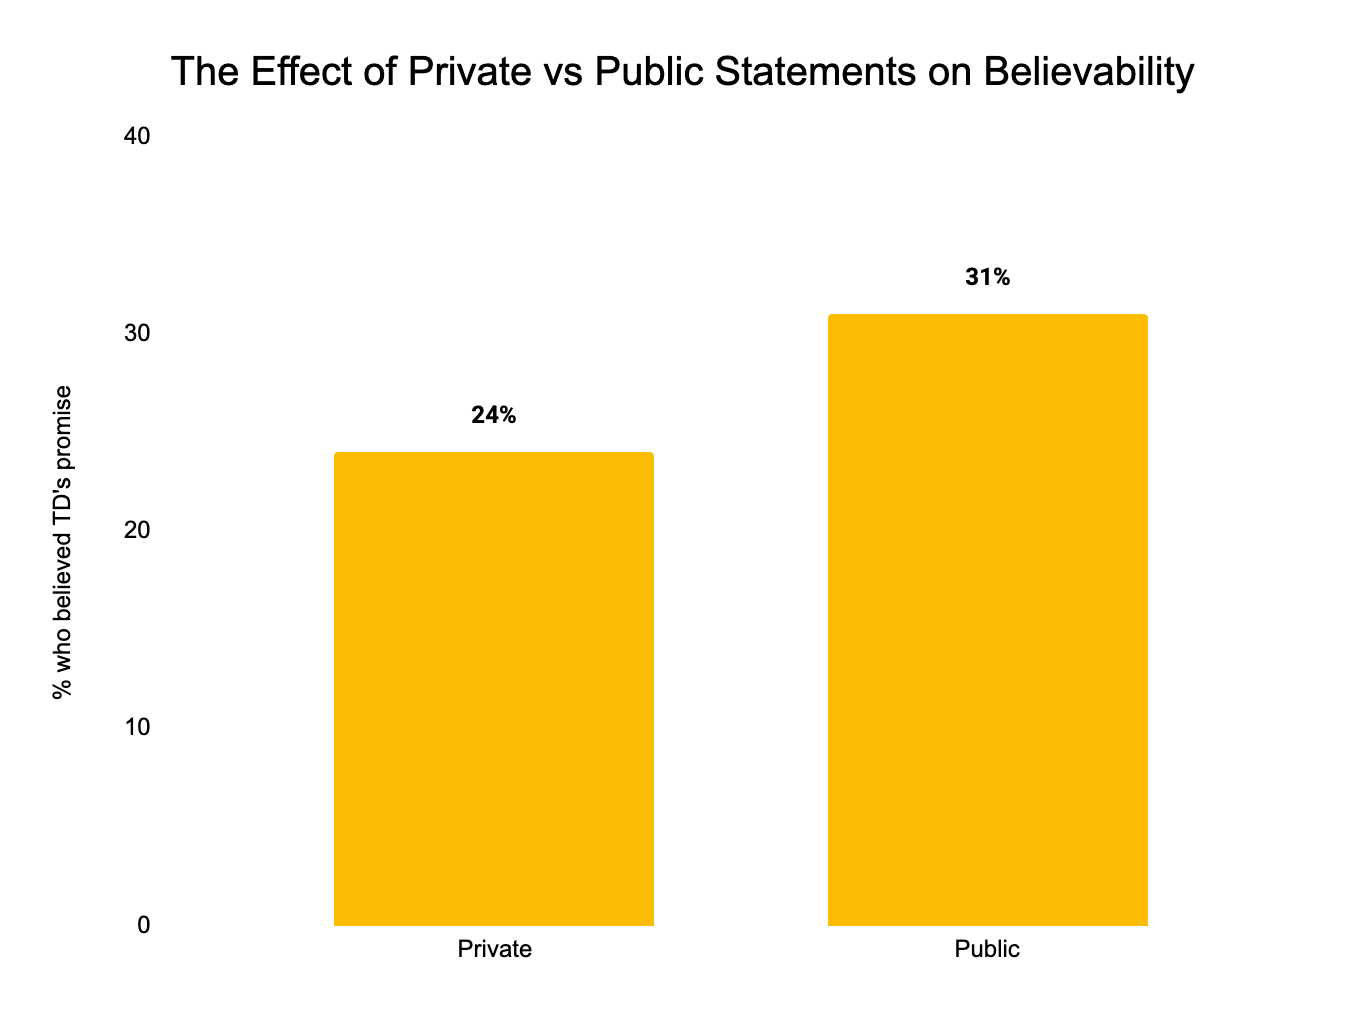 The Effect of Private vs Public Statements on Believability
40
30
20
10
0
% who believed TD's promise
24%
31%
Private
Public